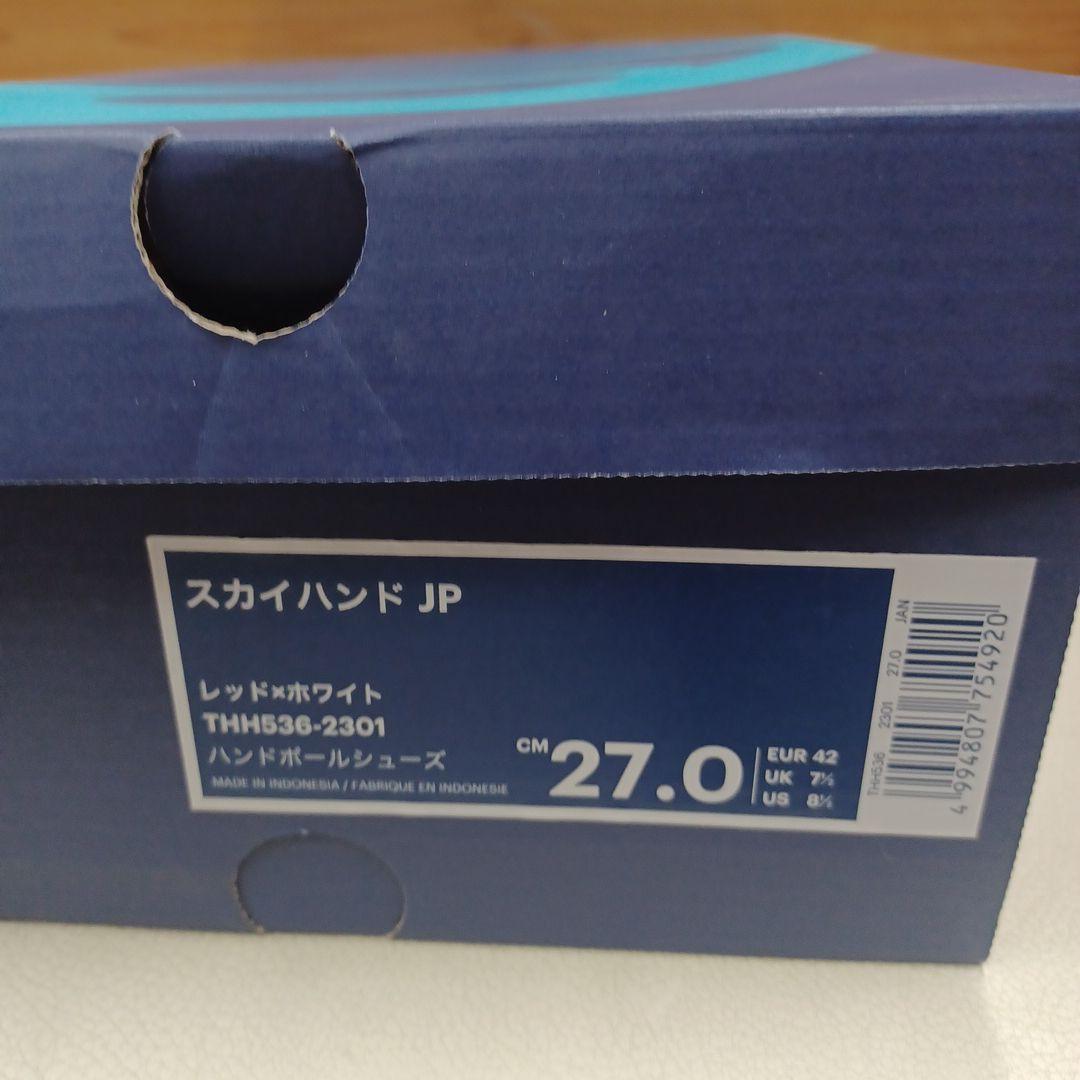 スカイハンド JP
レッド×ホワイト
THH536-2301
ハンドボールシューズ
MADE IN INDONESIA / FABRIQUE EN INDONESIE
CM 27.0
EUR 42
UK 7½
US 8½
THH536 2301 27.0 JAN
4 994807 754920